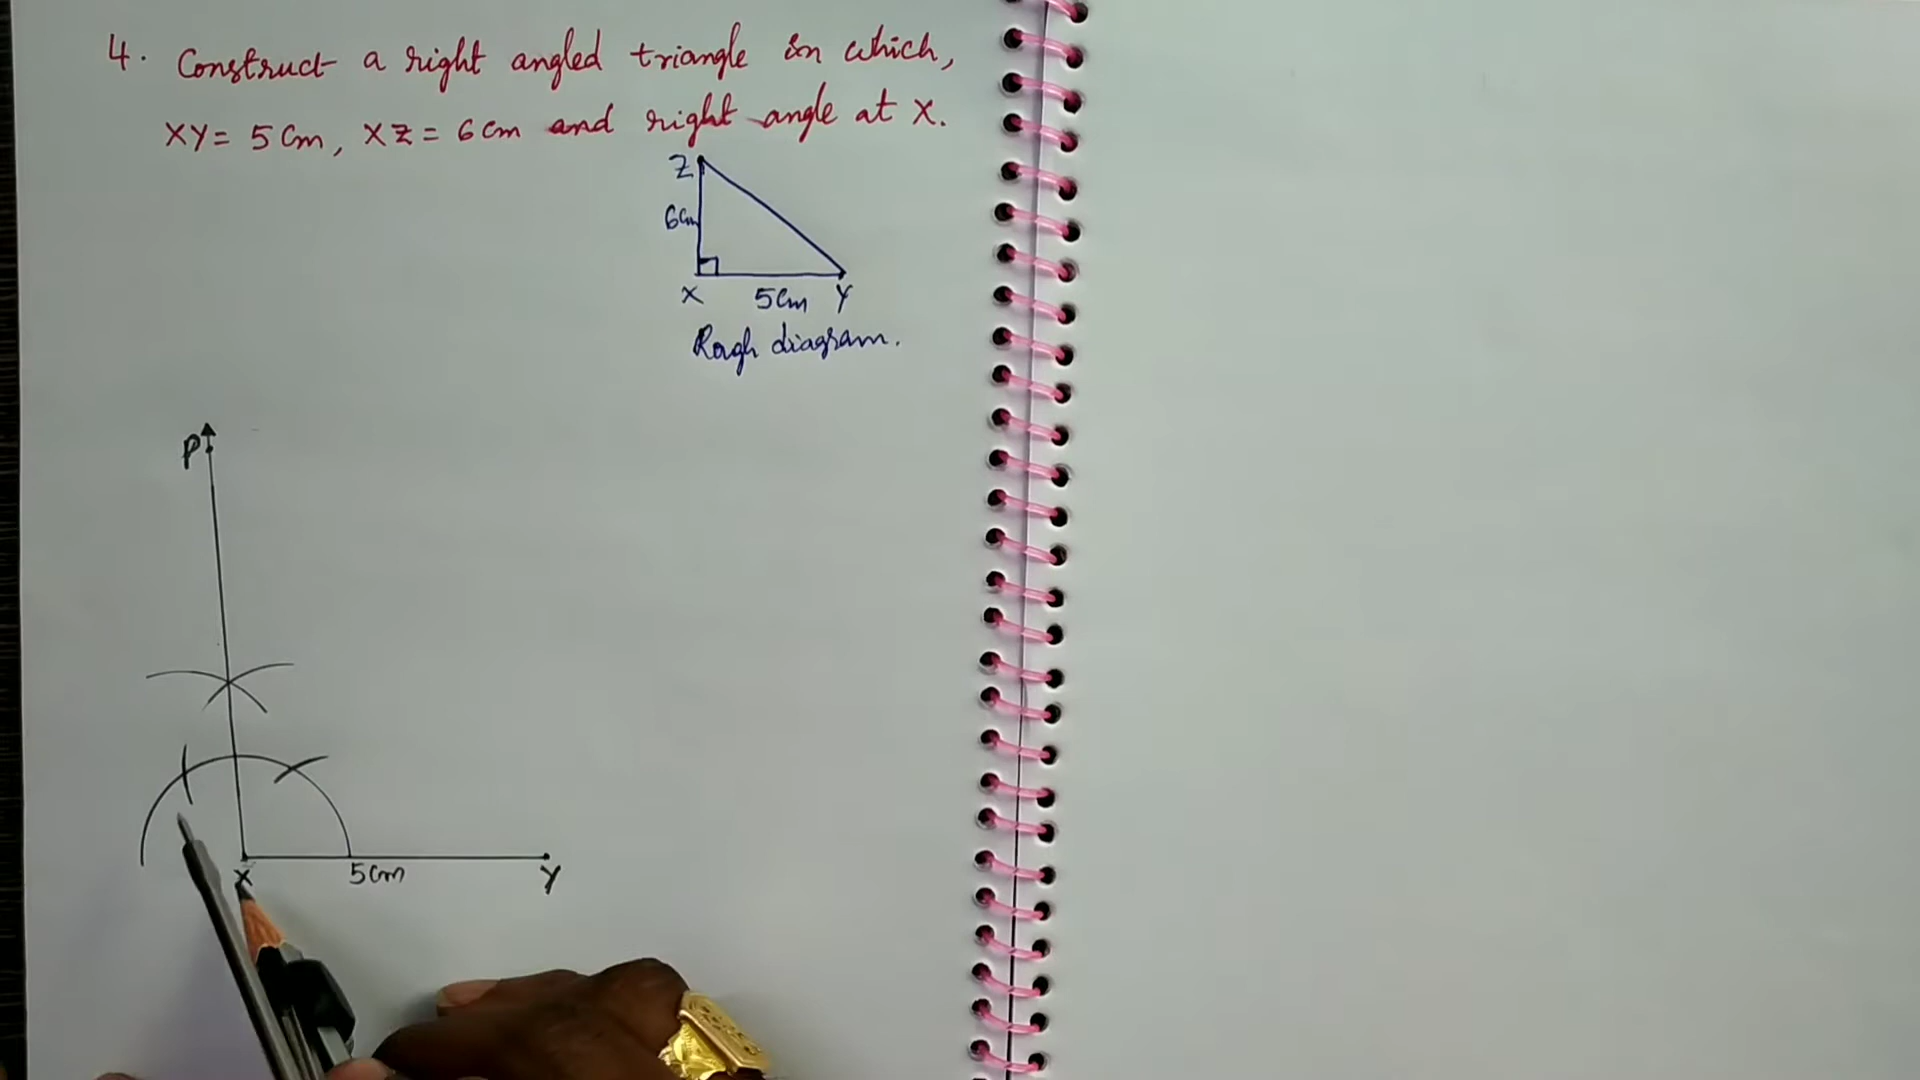 4. Construct a right angled triangle in which,
XY= 5 Cm, XZ = 6 Cm and right angle at X.
Z
6Cm
X 5Cm Y
Rough diagram.
P
X 5Cm Y